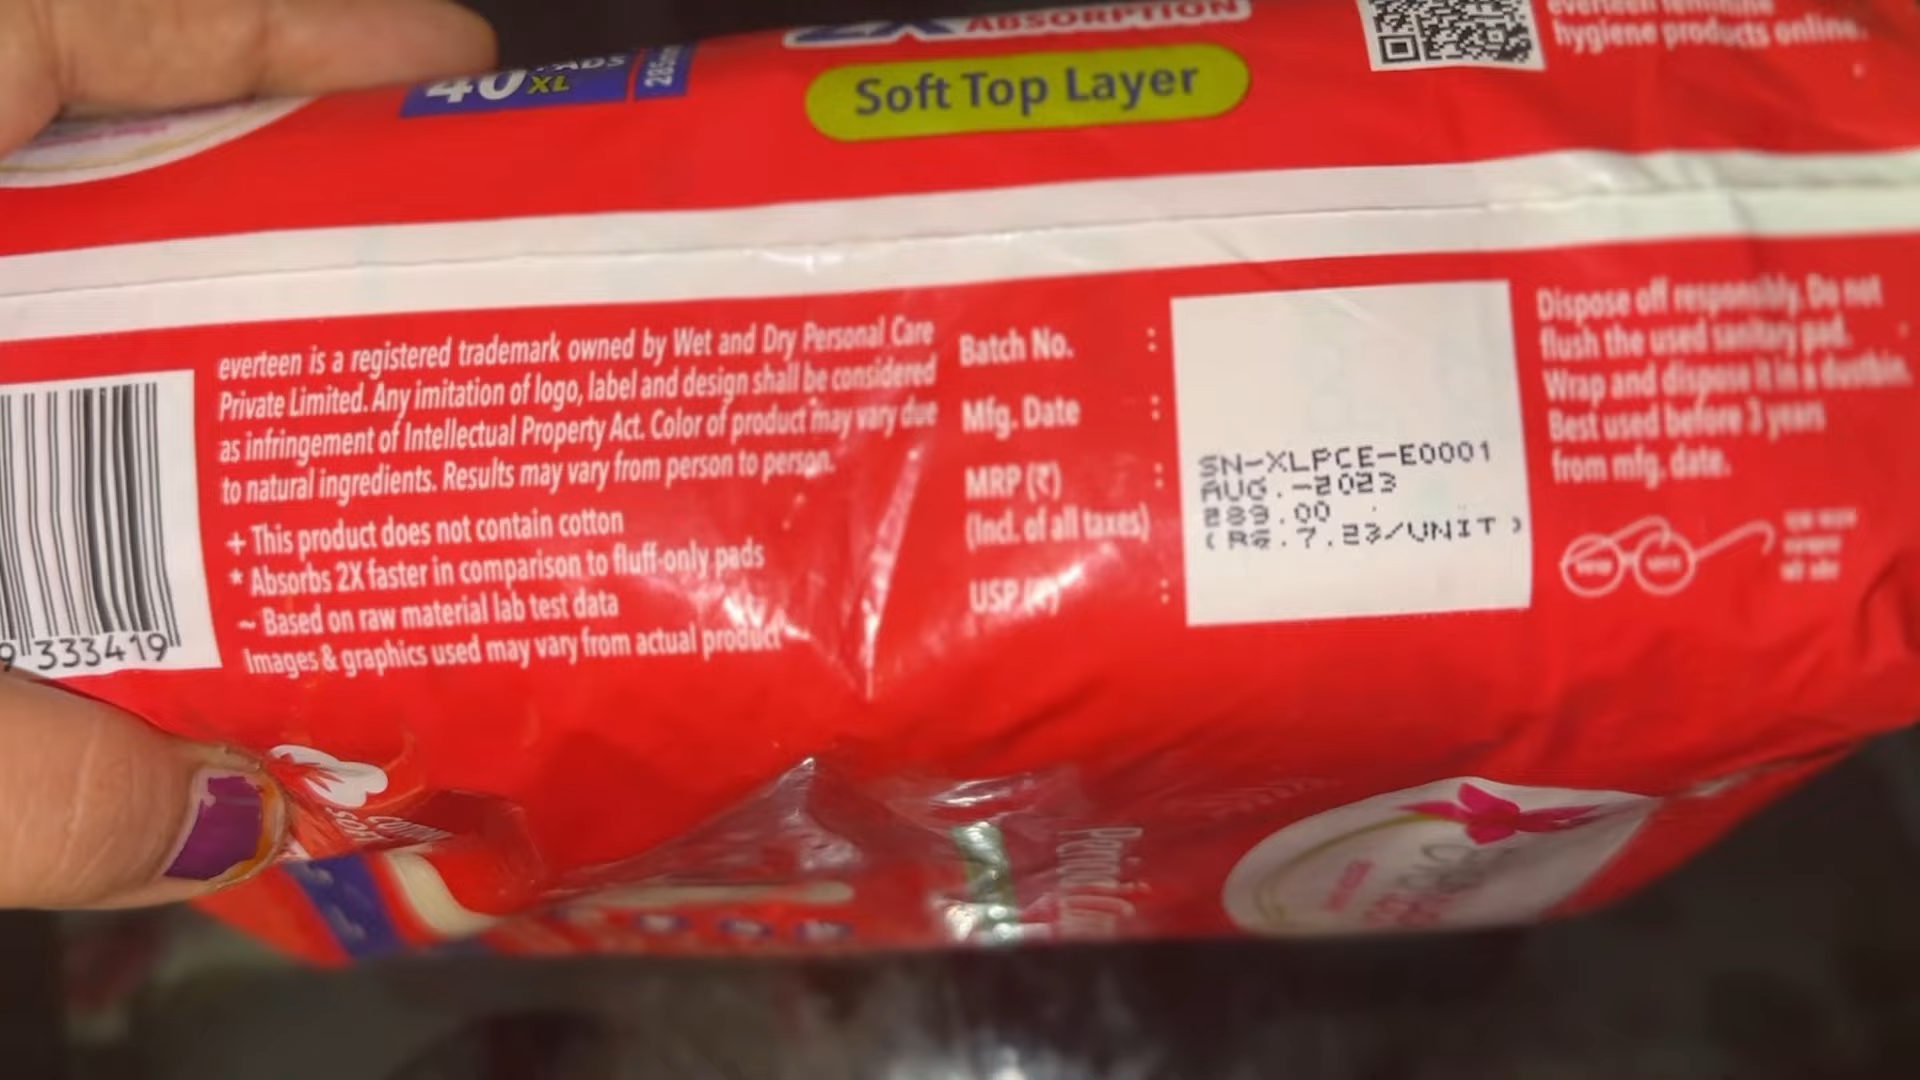 2X ABSORPTION
40 PADS
XL
285m
Soft Top Layer
everteen feminine
hygiene products online.
everteen is a registered trademark owned by Wet and Dry Personal Care
Private Limited. Any imitation of logo, label and design shall be considered
as infringement of Intellectual Property Act. Color of product may vary due
to natural ingredients. Results may vary from person to person.
+ This product does not contain cotton
* Absorbs 2X faster in comparison to fluff-only pads
~ Based on raw material lab test data
Images & graphics used may vary from actual product
9 333419
Batch No. :
Mfg. Date :
MRP (₹) :
(Incl. of all taxes)
USP (₹) :
SN-XLPCE-E0001
AUG.-2023
289.00
(RS.7.23/UNIT)
Dispose off responsibly. Do not
flush the used sanitary pad.
Wrap and dispose it in a dustbin.
Best used before 3 years
from mfg. date.
Period